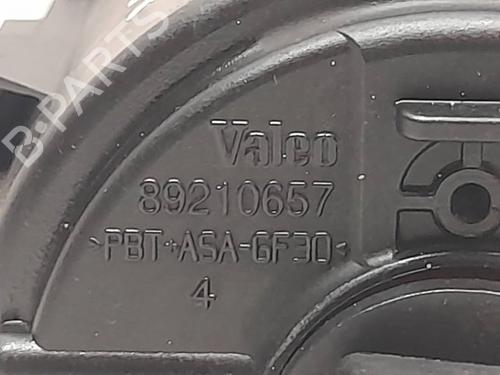 B-PARTS
Valeo
89210657
>PBT+ASA-GF30<
4